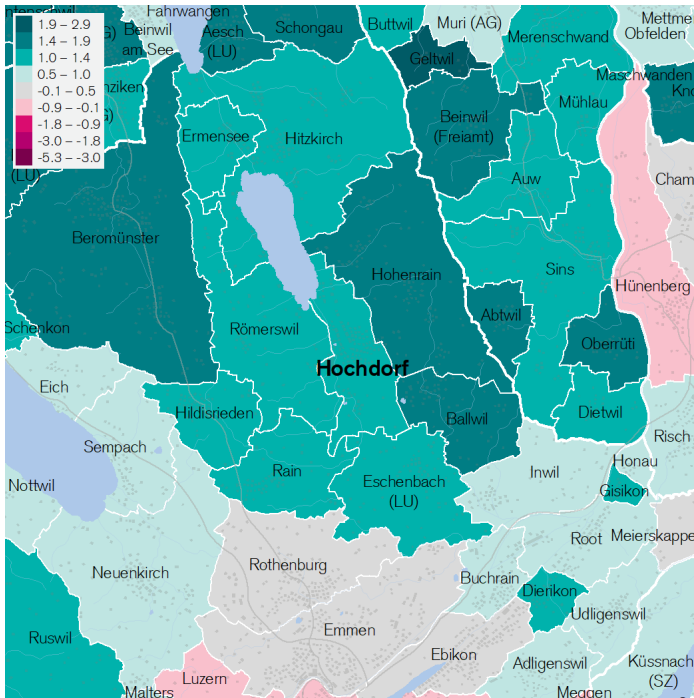 Fahrwangen
Schongau
Buttwil
Muri (AG)
Mettme
Obfelden
Beinwil
am See
Aesch
(LU)
Merenschwand
1.9 – 2.9
1.4 – 1.9
1.0 – 1.4
0.5 – 1.0
-0.1 – 0.5
-0.9 – -0.1
-1.8 – -0.9
-3.0 – -1.8
-5.3 – -3.0
Geltwil
Maschwanden
Kno
Mühlau
Beinwil
(Freiamt)
Ermensee
Hitzkirch
(LU)
Auw
Cham
Beromünster
Hohenrain
Sins
Hünenberg
Schenkon
Römerswil
Abtwil
Oberrüti
Hochdorf
Eich
Hildisrieden
Ballwil
Dietwil
Sempach
Risch
Nottwil
Rain
Eschenbach
(LU)
Inwil
Honau
Gisikon
Root
Meierskappe
Neuenkirch
Rothenburg
Buchrain
Dierikon
Udligenswil
Ruswil
Emmen
Ebikon
Adligenswil
Küssnach
(SZ)
Malters
Luzern
Meggen